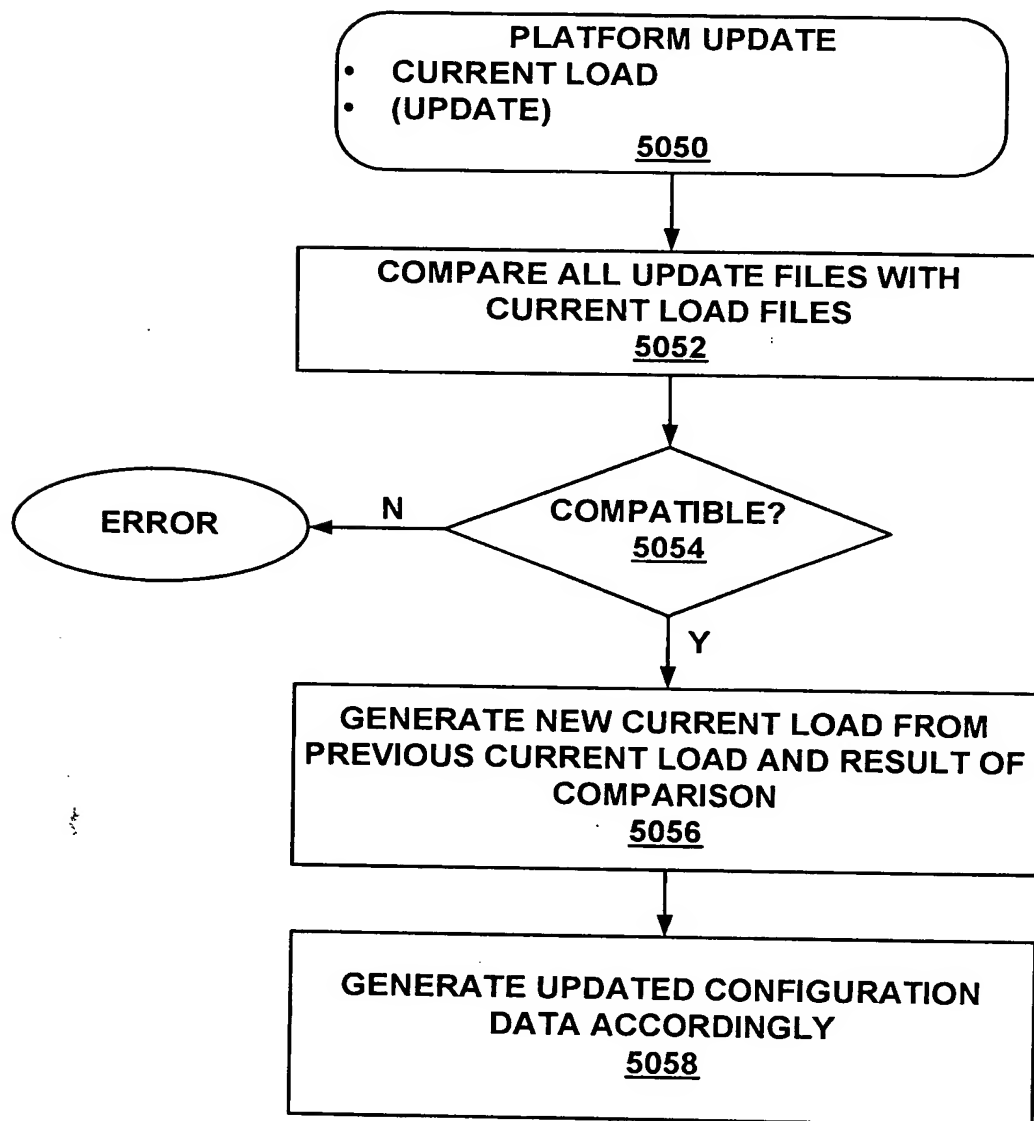 PLATFORM UPDATE
• CURRENT LOAD
• (UPDATE)
5050
COMPARE ALL UPDATE FILES WITH
CURRENT LOAD FILES
5052
COMPATIBLE?
5054
N
ERROR
Y
GENERATE NEW CURRENT LOAD FROM
PREVIOUS CURRENT LOAD AND RESULT OF
COMPARISON
5056
GENERATE UPDATED CONFIGURATION
DATA ACCORDINGLY
5058